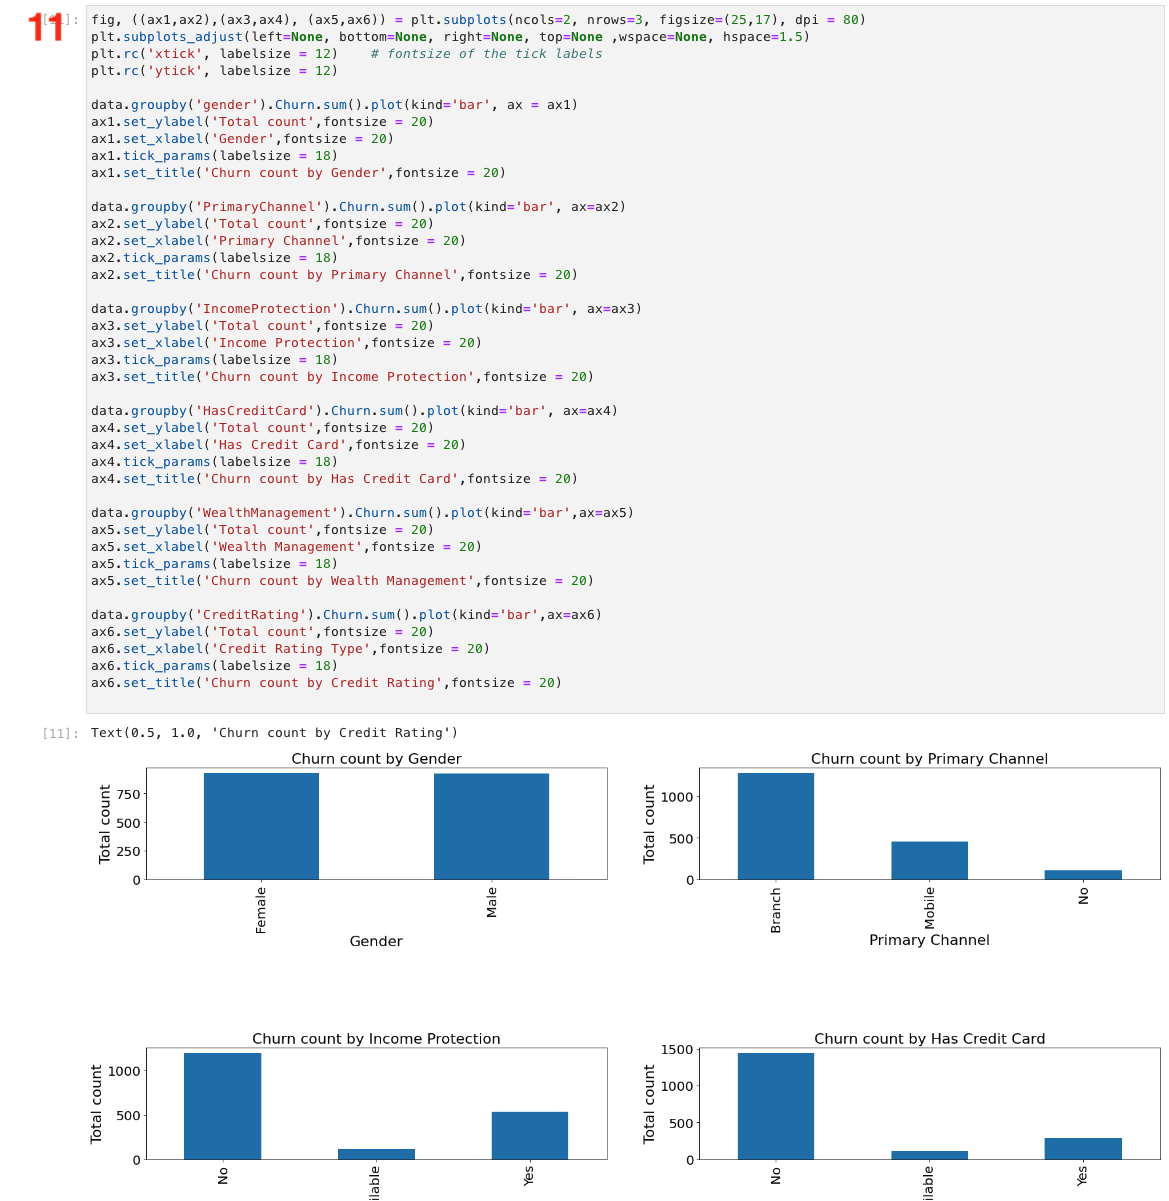 11
[11]:
fig, ((ax1,ax2),(ax3,ax4), (ax5,ax6)) = plt.subplots(ncols=2, nrows=3, figsize=(25,17), dpi = 80)
plt.subplots_adjust(left=None, bottom=None, right=None, top=None ,wspace=None, hspace=1.5)
plt.rc('xtick', labelsize = 12)    # fontsize of the tick labels
plt.rc('ytick', labelsize = 12)
data.groupby('gender').Churn.sum().plot(kind='bar', ax = ax1)
ax1.set_ylabel('Total count',fontsize = 20)
ax1.set_xlabel('Gender',fontsize = 20)
ax1.tick_params(labelsize = 18)
ax1.set_title('Churn count by Gender',fontsize = 20)
data.groupby('PrimaryChannel').Churn.sum().plot(kind='bar', ax=ax2)
ax2.set_ylabel('Total count',fontsize = 20)
ax2.set_xlabel('Primary Channel',fontsize = 20)
ax2.tick_params(labelsize = 18)
ax2.set_title('Churn count by Primary Channel',fontsize = 20)
data.groupby('IncomeProtection').Churn.sum().plot(kind='bar', ax=ax3)
ax3.set_ylabel('Total count',fontsize = 20)
ax3.set_xlabel('Income Protection',fontsize = 20)
ax3.tick_params(labelsize = 18)
ax3.set_title('Churn count by Income Protection',fontsize = 20)
data.groupby('HasCreditCard').Churn.sum().plot(kind='bar', ax=ax4)
ax4.set_ylabel('Total count',fontsize = 20)
ax4.set_xlabel('Has Credit Card',fontsize = 20)
ax4.tick_params(labelsize = 18)
ax4.set_title('Churn count by Has Credit Card',fontsize = 20)
data.groupby('WealthManagement').Churn.sum().plot(kind='bar',ax=ax5)
ax5.set_ylabel('Total count',fontsize = 20)
ax5.set_xlabel('Wealth Management',fontsize = 20)
ax5.tick_params(labelsize = 18)
ax5.set_title('Churn count by Wealth Management',fontsize = 20)
data.groupby('CreditRating').Churn.sum().plot(kind='bar',ax=ax6)
ax6.set_ylabel('Total count',fontsize = 20)
ax6.set_xlabel('Credit Rating Type',fontsize = 20)
ax6.tick_params(labelsize = 18)
ax6.set_title('Churn count by Credit Rating',fontsize = 20)
[11]: Text(0.5, 1.0, 'Churn count by Credit Rating')
Churn count by Gender
Total count
750
500
250
0
Female
Male
Gender
Churn count by Primary Channel
Total count
1000
500
0
Branch
Mobile
No
Primary Channel
Churn count by Income Protection
Total count
1000
500
0
No
ilable
Yes
Churn count by Has Credit Card
Total count
1500
1000
500
0
No
ilable
Yes